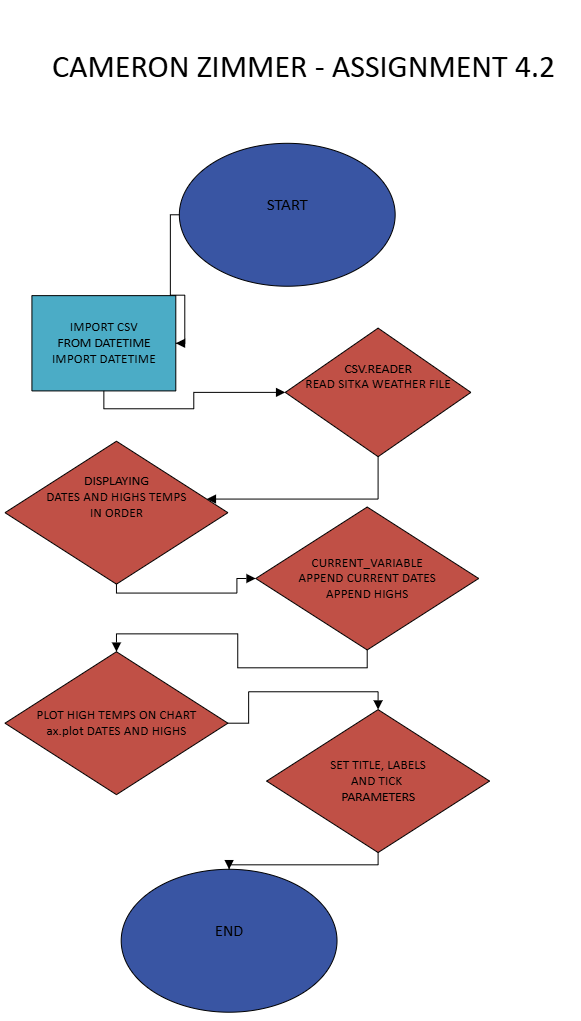 CAMERON ZIMMER - ASSIGNMENT 4.2
START
IMPORT CSV
FROM DATETIME
IMPORT DATETIME
CSV.READER
READ SITKA WEATHER FILE
DISPLAYING
DATES AND HIGHS TEMPS
IN ORDER
CURRENT_VARIABLE
APPEND CURRENT DATES
APPEND HIGHS
PLOT HIGH TEMPS ON CHART
ax.plot DATES AND HIGHS
SET TITLE, LABELS
AND TICK
PARAMETERS
END